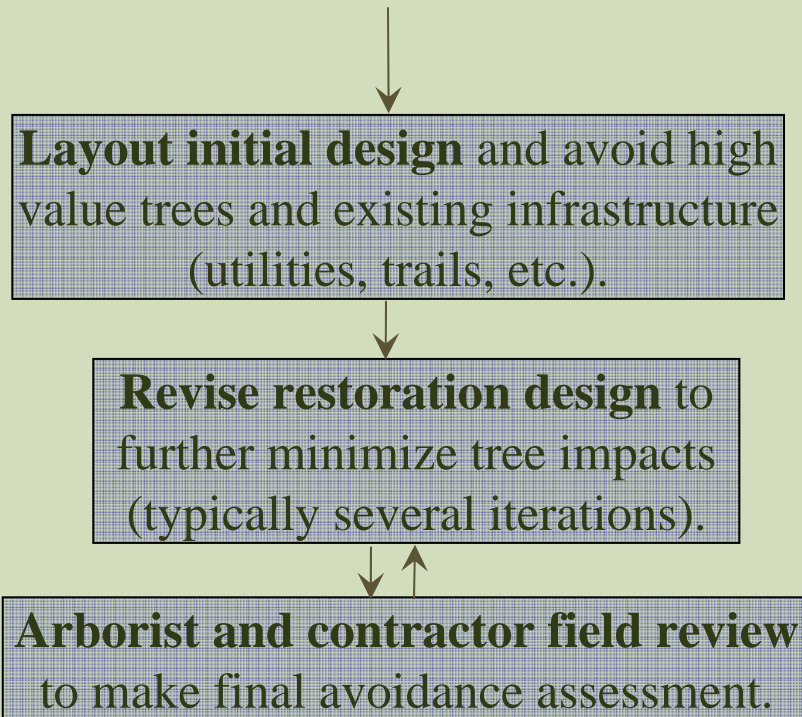 Layout initial design and avoid high
value trees and existing infrastructure
(utilities, trails, etc.).
Revise restoration design to
further minimize tree impacts
(typically several iterations).
Arborist and contractor field review
to make final avoidance assessment.